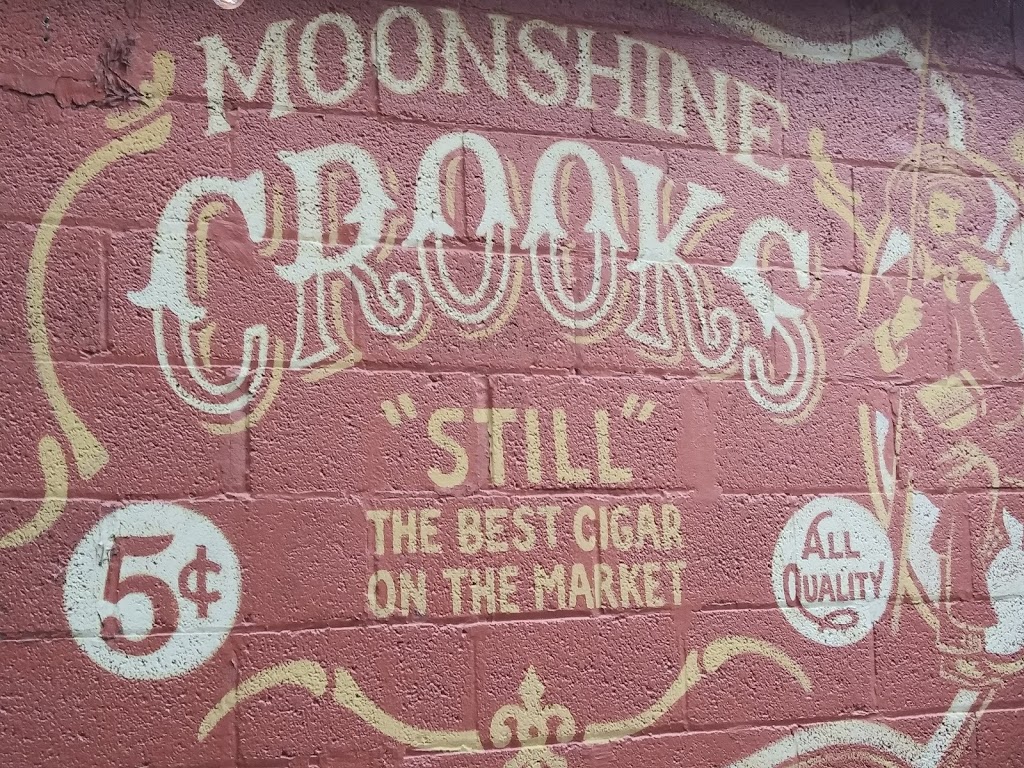 MOONSHINE
CROOKS
"STILL"
THE BEST CIGAR
ON THE MARKET
5¢
ALL
QUALITY